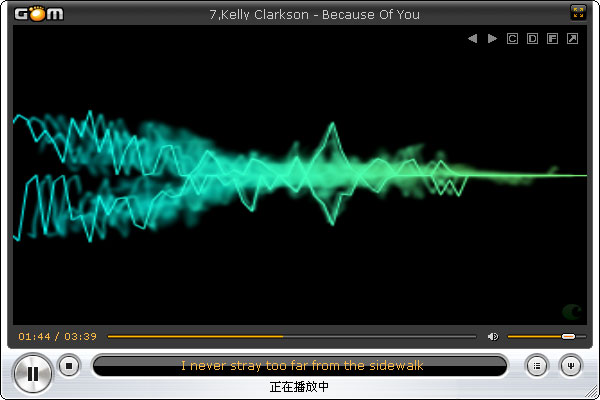 GOM
7,Kelly Clarkson - Because Of You
C D F
01:44 / 03:39
I never stray too far from the sidewalk
正在播放中